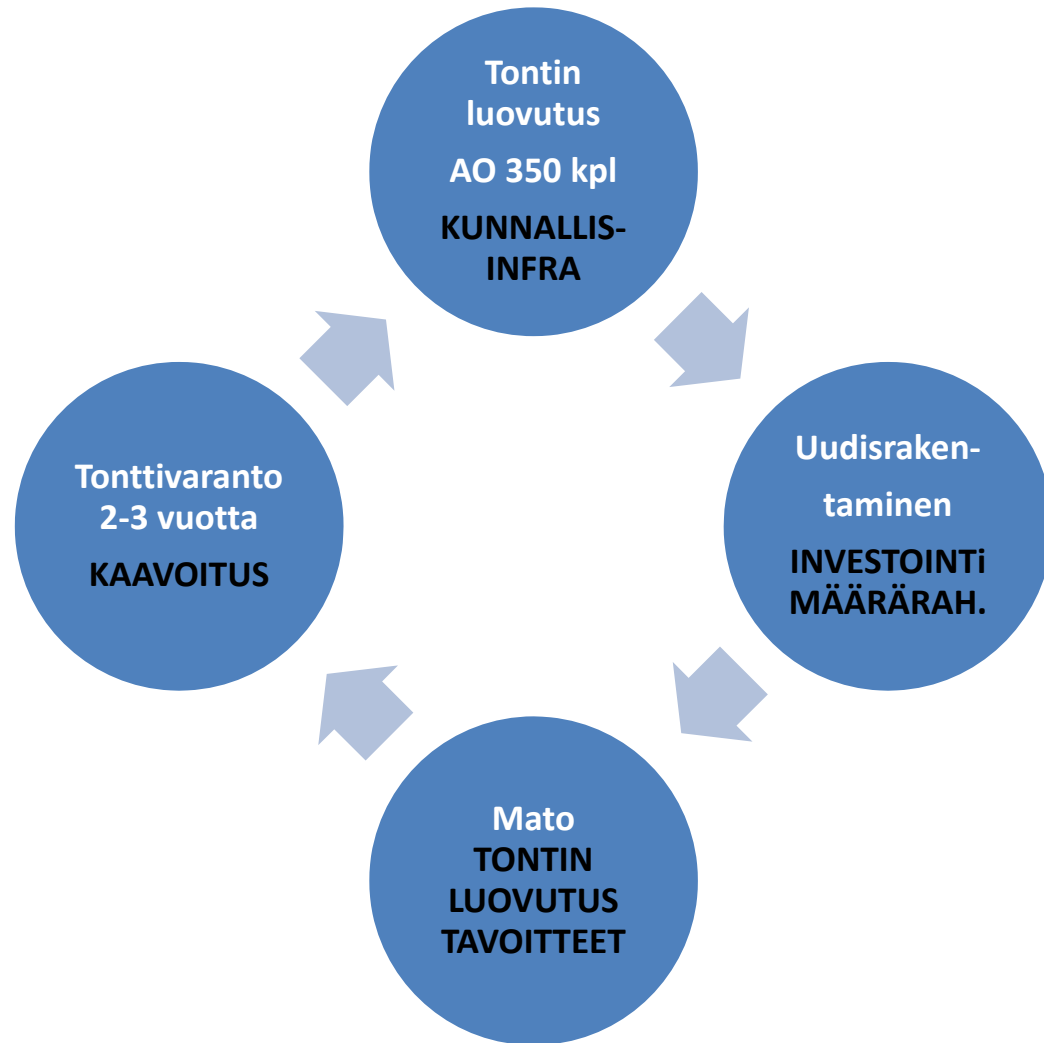 Tontin
luovutus
AO 350 kpl
KUNNALLIS-
INFRA
Uudisraken-
taminen
INVESTOINTi
MÄÄRÄRAH.
Mato
TONTIN
LUOVUTUS
TAVOITTEET
Tonttivaranto
2-3 vuotta
KAAVOITUS